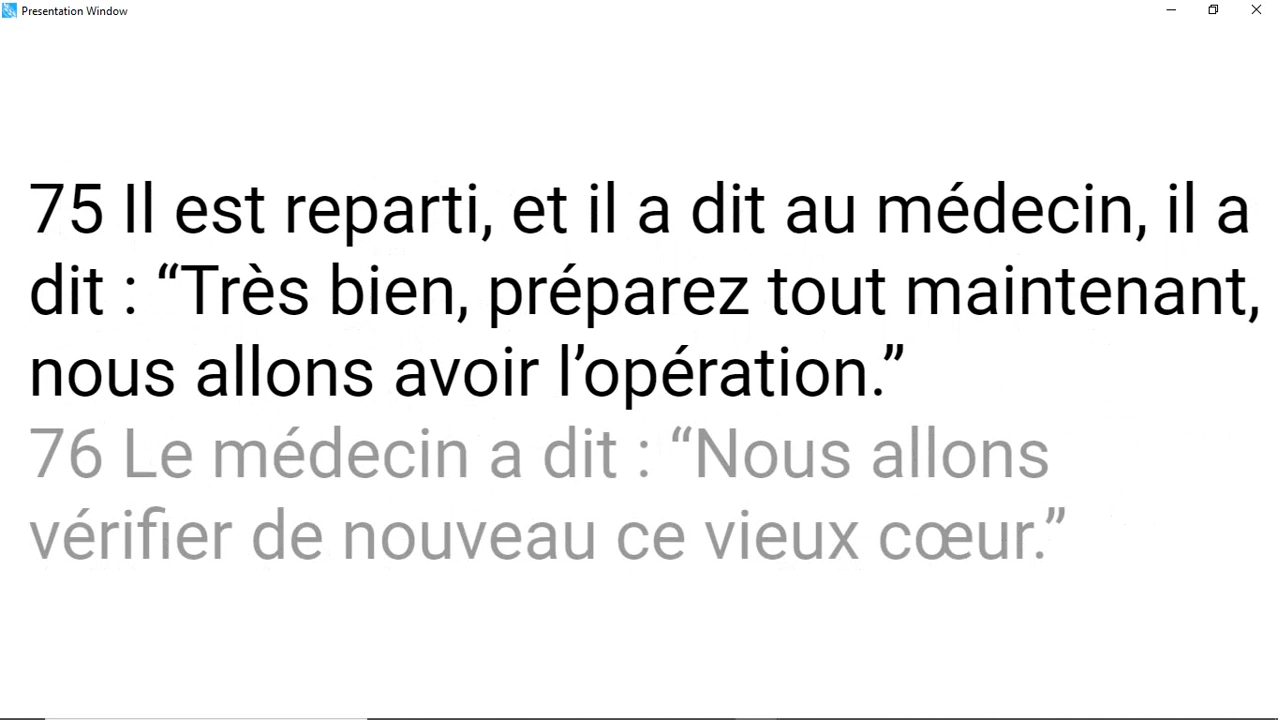 Presentation Window
75 Il est reparti, et il a dit au médecin, il a
dit : “Très bien, préparez tout maintenant,
nous allons avoir l’opération.”
76 Le médecin a dit : “Nous allons
vérifier de nouveau ce vieux cœur.”